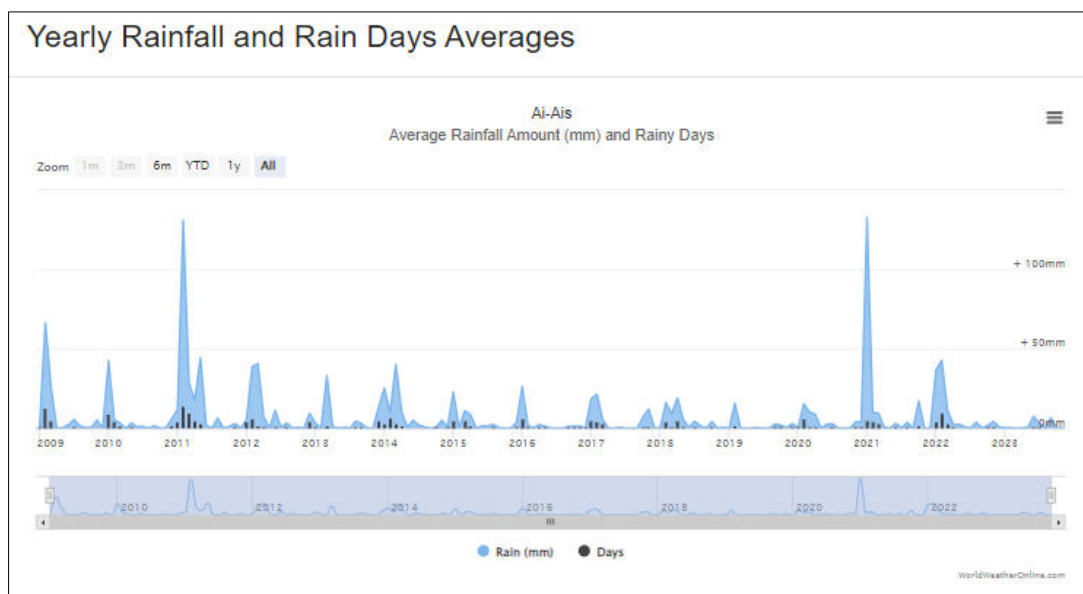 Yearly Rainfall and Rain Days Averages
Ai-Ais
Average Rainfall Amount (mm) and Rainy Days
Zoom 1m 3m 6m YTD 1y All
+ 100mm
+ 50mm
0mm
2009 2010 2011 2012 2013 2014 2015 2016 2017 2018 2019 2020 2021 2022 2023
2010 2012 2014 2016 2018 2020 2022
Rain (mm) Days
WorldWeatherOnline.com